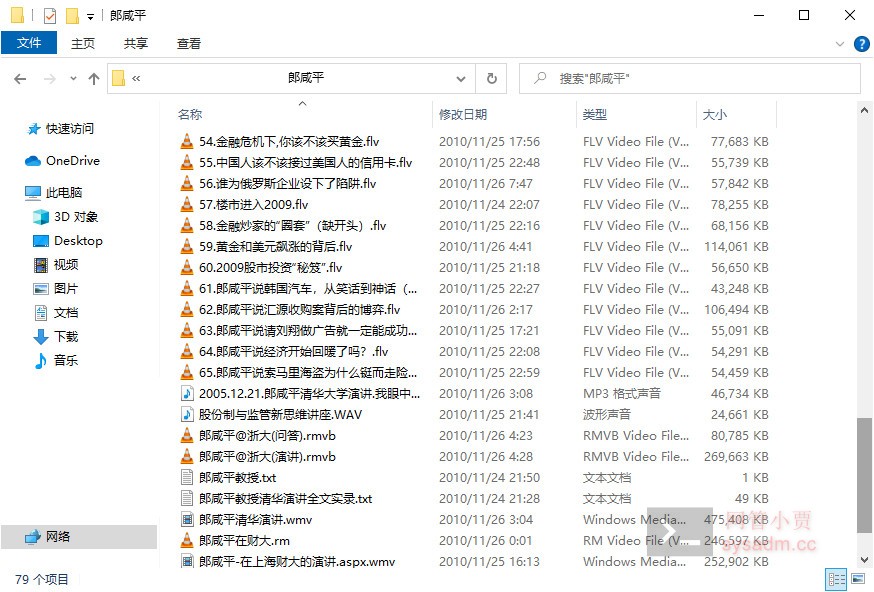 郎咸平
文件 主页 共享 查看
« 郎咸平 搜索"郎咸平"
名称 修改日期 类型 大小
快速访问
OneDrive
此电脑
3D 对象
Desktop
视频
图片
文档
下载
音乐
网络
54.金融危机下,你该不该买黄金.flv 2010/11/25 17:56 FLV Video File (V... 77,683 KB
55.中国人该不该接过美国人的信用卡.flv 2010/11/25 22:48 FLV Video File (V... 55,739 KB
56.谁为俄罗斯企业设下了陷阱.flv 2010/11/26 7:47 FLV Video File (V... 57,842 KB
57.楼市进入2009.flv 2010/11/24 22:07 FLV Video File (V... 78,255 KB
58.金融炒家的“圈套”（缺开头）.flv 2010/11/25 22:16 FLV Video File (V... 68,156 KB
59.黄金和美元飙涨的背后.flv 2010/11/26 4:41 FLV Video File (V... 114,061 KB
60.2009股市投资“秘笈”.flv 2010/11/25 21:18 FLV Video File (V... 56,650 KB
61.郎咸平说韩国汽车，从笑话到神话（... 2010/11/25 22:27 FLV Video File (V... 43,248 KB
62.郎咸平说汇源收购案背后的博弈.flv 2010/11/26 2:17 FLV Video File (V... 106,494 KB
63.郎咸平说请刘翔做广告就一定能成功... 2010/11/25 17:21 FLV Video File (V... 55,091 KB
64.郎咸平说经济开始回暖了吗？.flv 2010/11/25 22:08 FLV Video File (V... 54,291 KB
65.郎咸平说索马里海盗为什么铤而走险... 2010/11/25 22:59 FLV Video File (V... 54,459 KB
2005.12.21.郎咸平清华大学演讲.我眼中... 2010/11/26 3:08 MP3 格式声音 46,734 KB
股份制与监管新思维讲座.WAV 2010/11/25 21:41 波形声音 24,661 KB
郎咸平@浙大(问答).rmvb 2010/11/26 4:23 RMVB Video File... 80,785 KB
郎咸平@浙大(演讲).rmvb 2010/11/26 4:28 RMVB Video File... 269,663 KB
郎咸平教授.txt 2010/11/24 21:50 文本文档 1 KB
郎咸平教授清华演讲全文实录.txt 2010/11/24 21:28 文本文档 49 KB
郎咸平清华演讲.wmv 2010/11/26 3:04 Windows Media... 475,408 KB
郎咸平在财大.rm 2010/11/26 0:01 RM Video File (V... 246,597 KB
郎咸平-在上海财大的演讲.aspx.wmv 2010/11/25 16:13 Windows Media... 252,902 KB
网管小贾
sysadm.cc
79 个项目